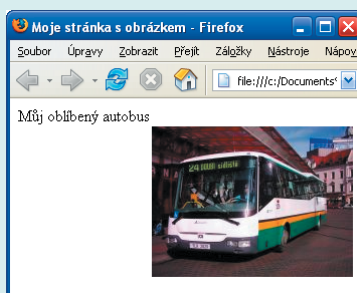 Moje stránka s obrázkem - Firefox
Soubor Úpravy Zobrazit Přejít Záložky Nástroje Nápov
file:///c:/Documents
Můj oblíbený autobus